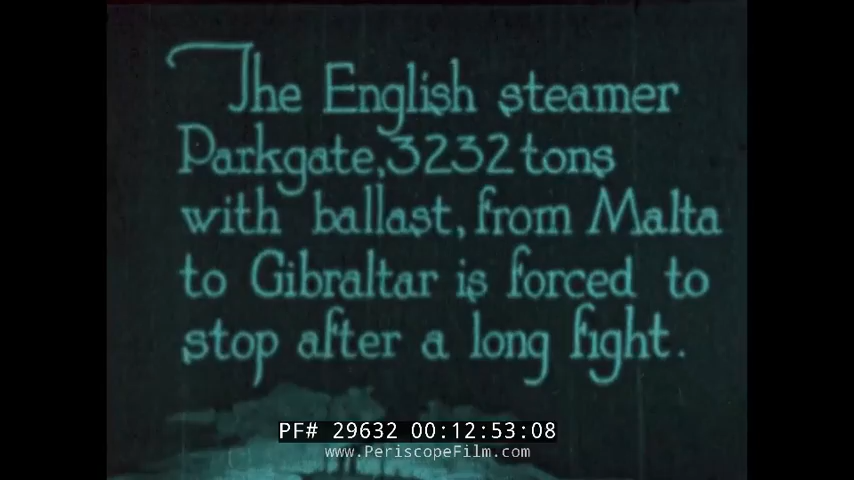 The English steamer
Parkgate, 3232 tons
with ballast, from Malta
to Gibraltar is forced to
stop after a long fight.
PF# 29632 00:12:53:08
www.PeriscopeFilm.com